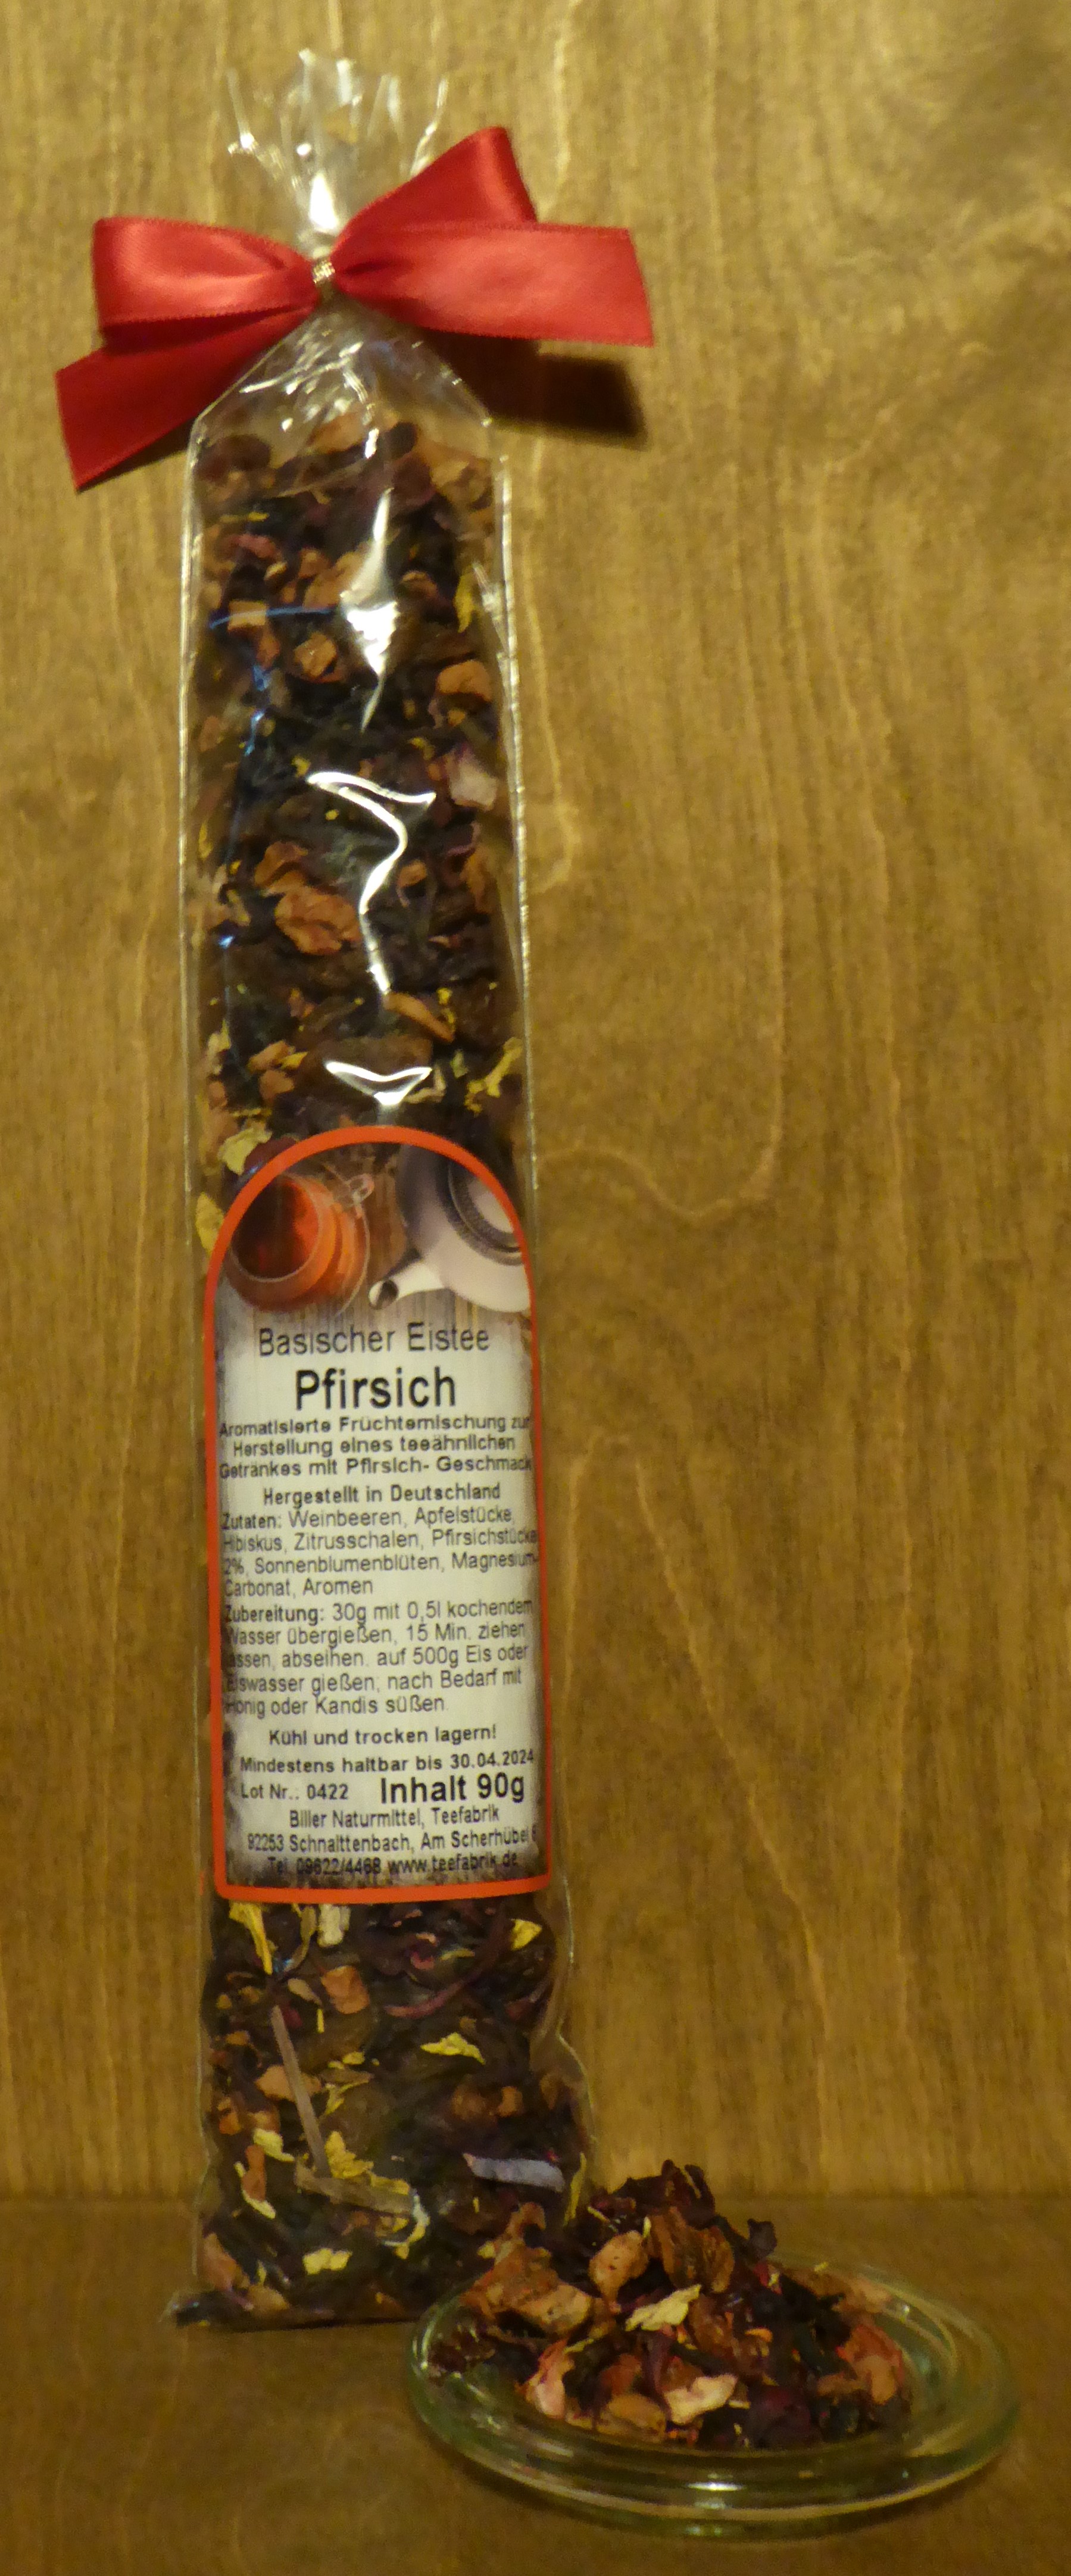 Basischer Eistee
Pfirsich
Aromatisierte Früchtemischung zur
Herstellung eines teeähnlichen
Getränkes mit Pfirsich- Geschmack
Hergestellt in Deutschland
Zutaten: Weinbeeren, Apfelstücke,
Hibiskus, Zitrusschalen, Pfirsichstücke
2%, Sonnenblumenblüten, Magnesium-
Carbonat, Aromen
Zubereitung: 30g mit 0,5l kochendem
Wasser übergießen, 15 Min. ziehen
lassen, abseihen. auf 500g Eis oder
Eiswasser gießen; nach Bedarf mit
Honig oder Kandis süßen.
Kühl und trocken lagern!
Mindestens haltbar bis 30.04.2024
Lot Nr.: 0422 Inhalt 90g
Biller Naturmittel, Teefabrik
92253 Schnaittenbach, Am Scherhübel
Tel. 09622/4468 www.teefabrik.de